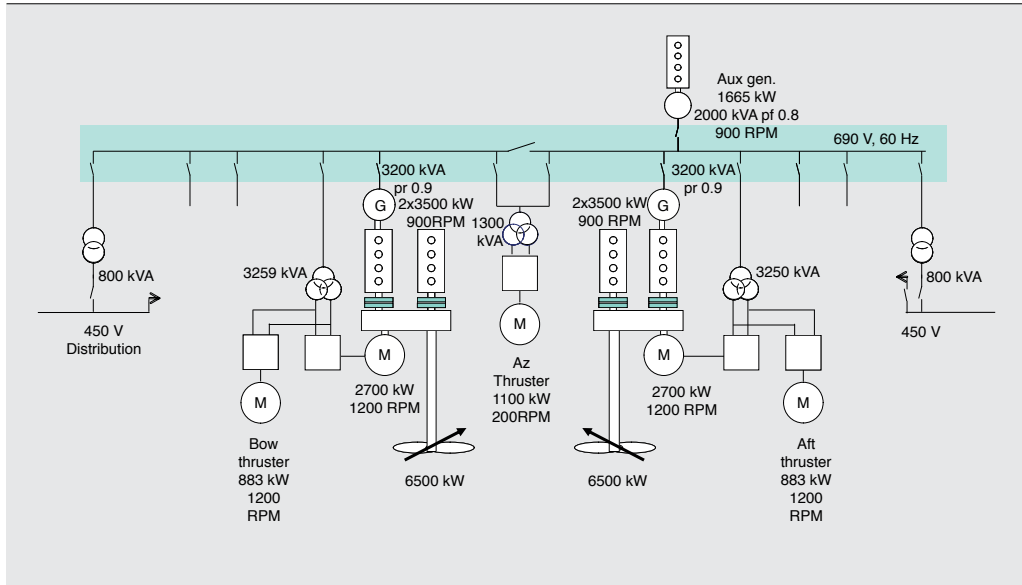 Aux gen.
1665 kW
2000 kVA pf 0.8
900 RPM
690 V, 60 Hz
3200 kVA
pr 0.9
3200 kVA
pr 0.9
G
2x3500 kW
900RPM
1300
kVA
2x3500 kW
900 RPM
G
800 kVA
3259 kVA
3250 kVA
800 kVA
450 V
Distribution
M
M
M
450 V
2700 kW
1200 RPM
Az
Thruster
1100 kW
200RPM
2700 kW
1200 RPM
M
M
Bow
thruster
883 kW
1200
RPM
6500 kW
6500 kW
Aft
thruster
883 kW
1200
RPM